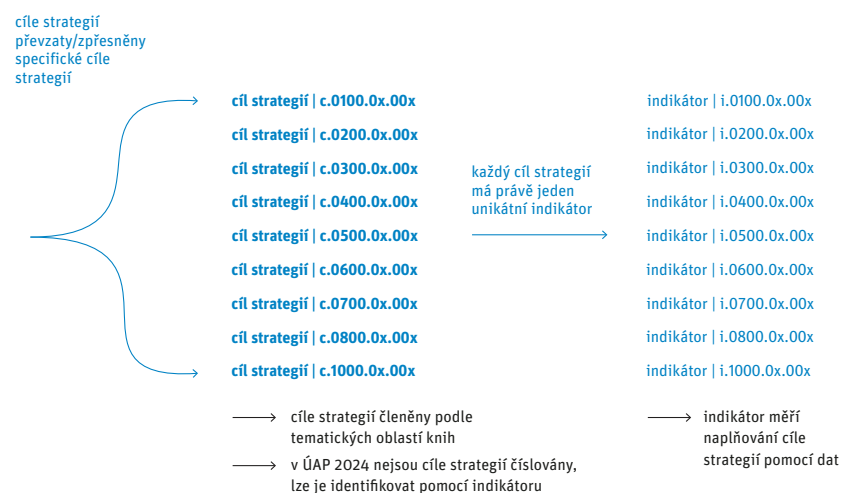 cíle strategií
převzaty/zpřesněny
specifické cíle
strategií
cíl strategií | c.0100.0x.00x
cíl strategií | c.0200.0x.00x
cíl strategií | c.0300.0x.00x
cíl strategií | c.0400.0x.00x
cíl strategií | c.0500.0x.00x
cíl strategií | c.0600.0x.00x
cíl strategií | c.0700.0x.00x
cíl strategií | c.0800.0x.00x
cíl strategií | c.1000.0x.00x
každý cíl strategií
má právě jeden
unikátní indikátor
indikátor | i.0100.0x.00x
indikátor | i.0200.0x.00x
indikátor | i.0300.0x.00x
indikátor | i.0400.0x.00x
indikátor | i.0500.0x.00x
indikátor | i.0600.0x.00x
indikátor | i.0700.0x.00x
indikátor | i.0800.0x.00x
indikátor | i.1000.0x.00x
cíle strategií členěny podle
tematických oblastí knih
v ÚAP 2024 nejsou cíle strategií číslovány,
lze je identifikovat pomocí indikátoru
indikátor měří
naplňování cíle
strategií pomocí dat